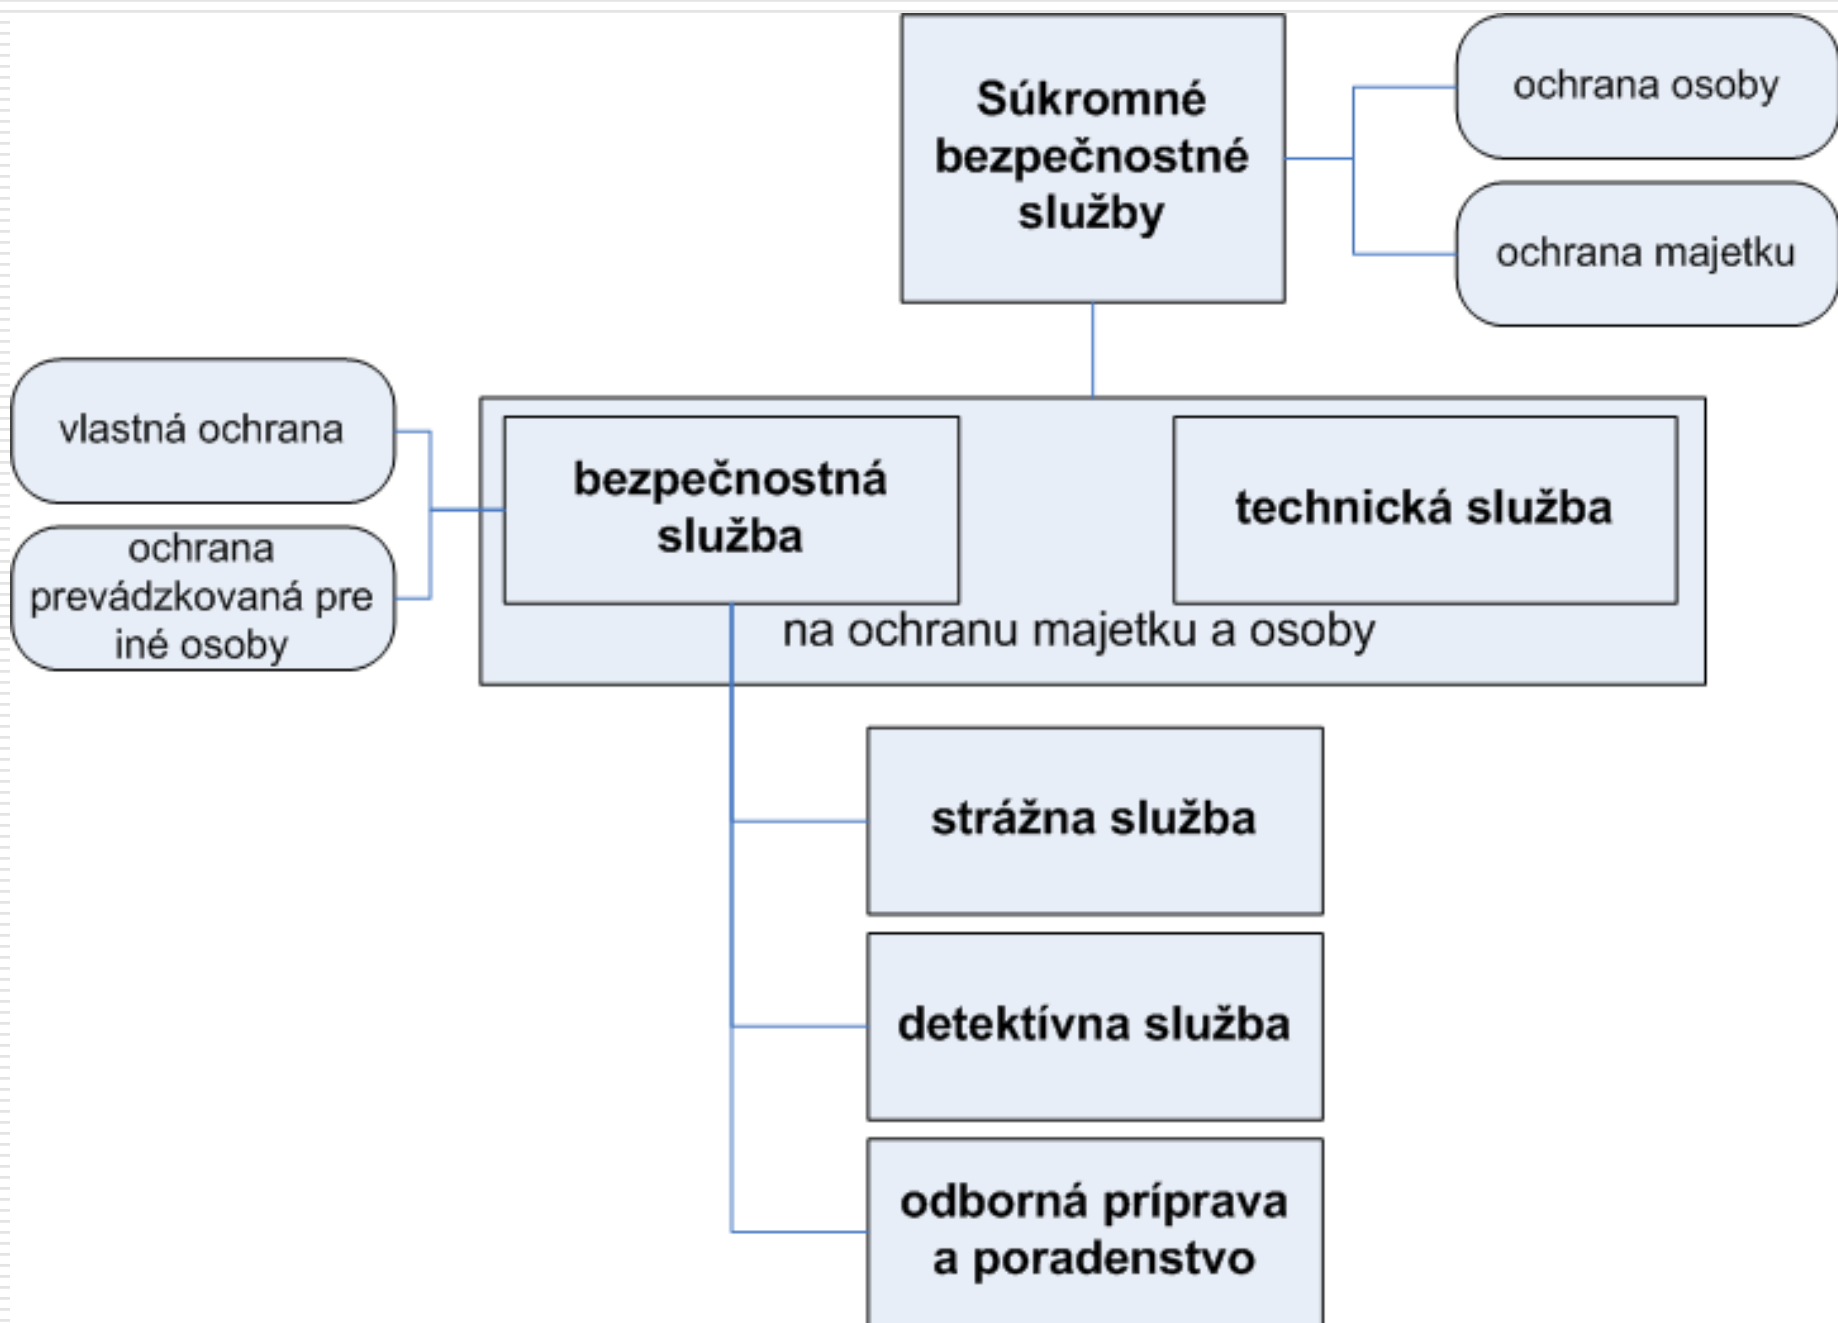 Súkromné
bezpečnostné
služby
ochrana osoby
ochrana majetku
vlastná ochrana
ochrana
prevádzkovaná pre
iné osoby
bezpečnostná
služba
technická služba
na ochranu majetku a osoby
strážna služba
detektívna služba
odborná príprava
a poradenstvo